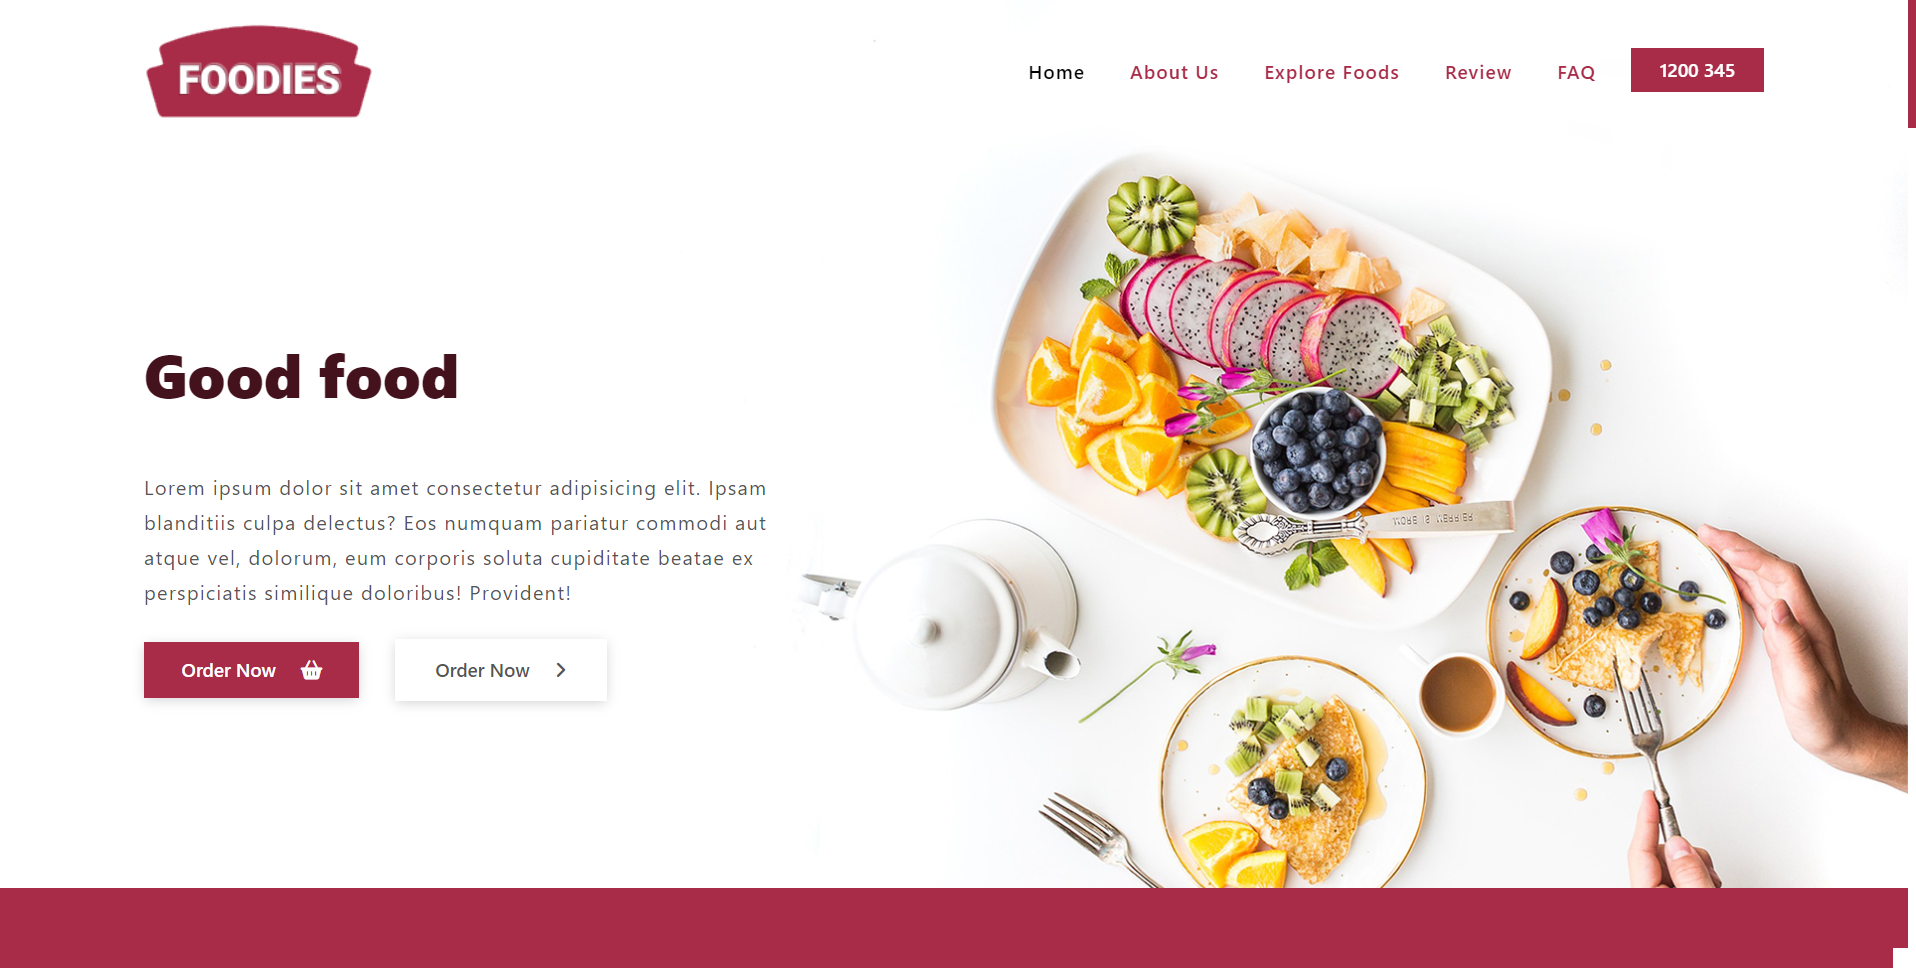 FOODIES
Home About Us Explore Foods Review FAQ 1200 345
Good food
Lorem ipsum dolor sit amet consectetur adipisicing elit. Ipsam
blanditiis culpa delectus? Eos numquam pariatur commodi aut
atque vel, dolorum, eum corporis soluta cupiditate beatae ex
perspiciatis similique doloribus! Provident!
Order Now Order Now